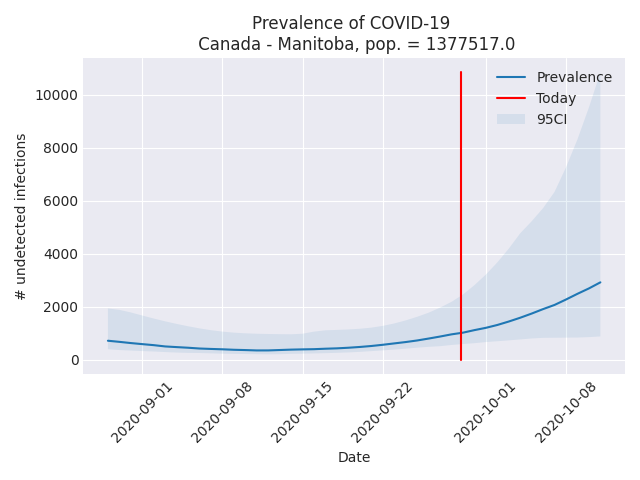 Prevalence of COVID-19
Canada - Manitoba, pop. = 1377517.0
Prevalence
Today
95CI
10000
8000
6000
4000
2000
0
# undetected infections
2020-09-01
2020-09-08
2020-09-15
2020-09-22
2020-10-01
2020-10-08
Date